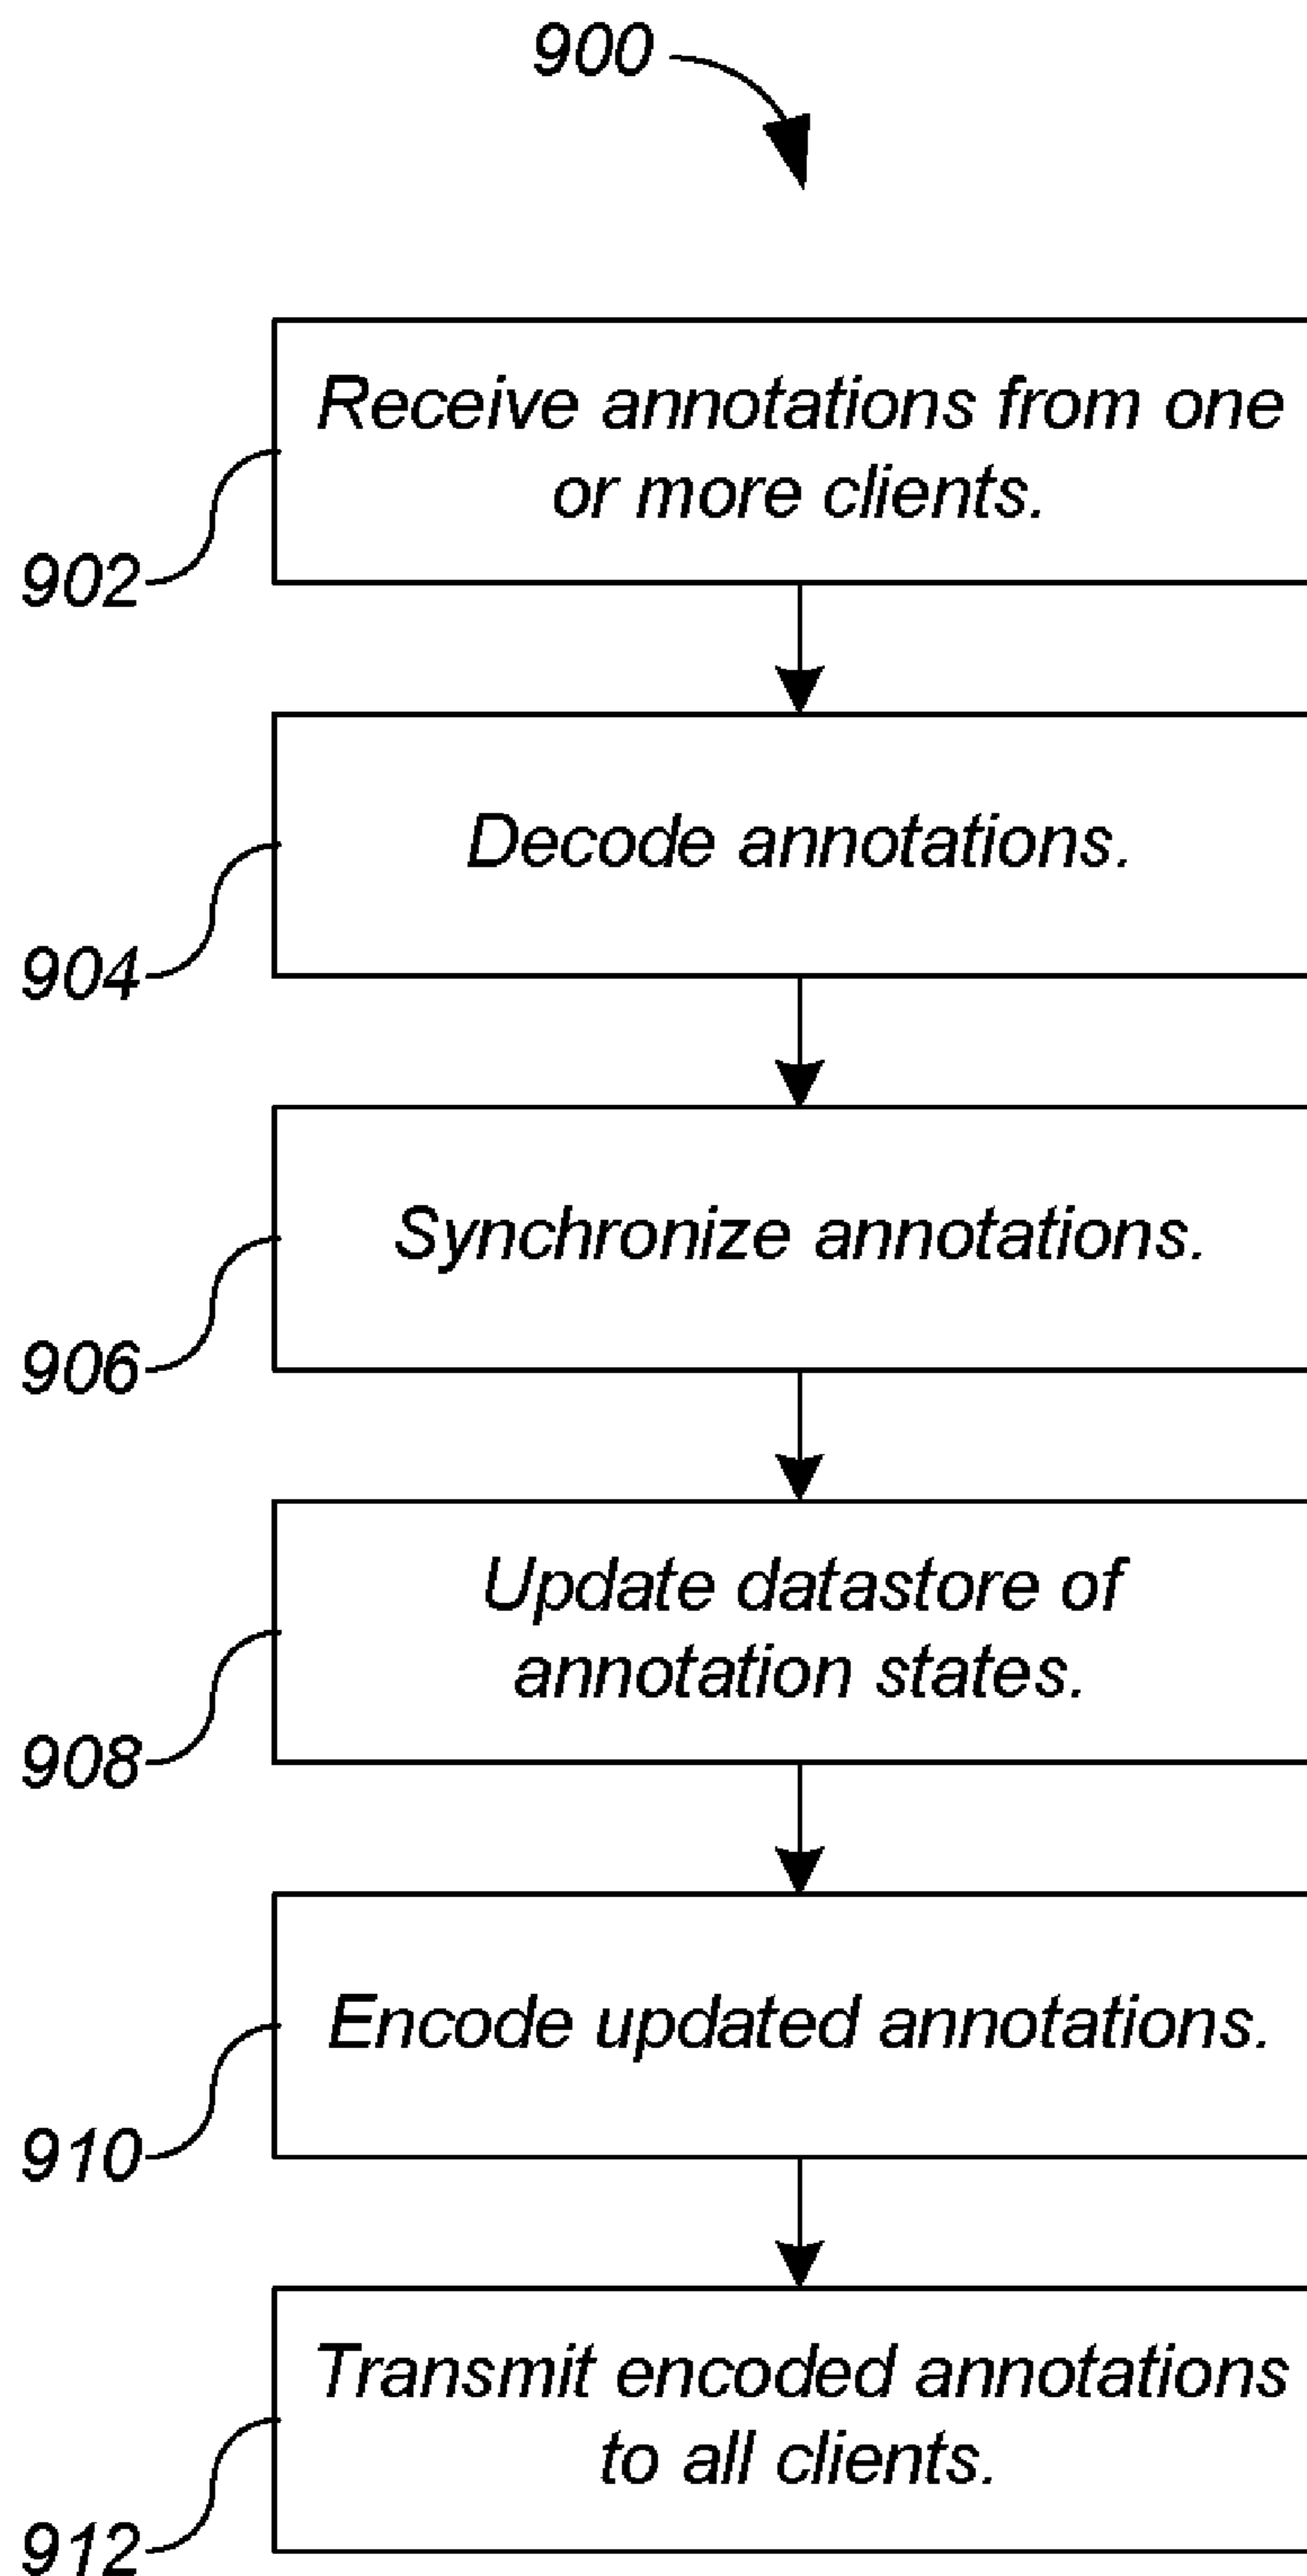 900
Receive annotations from one
or more clients.
902
Decode annotations.
904
Synchronize annotations.
906
Update datastore of
annotation states.
908
Encode updated annotations.
910
Transmit encoded annotations
to all clients.
912